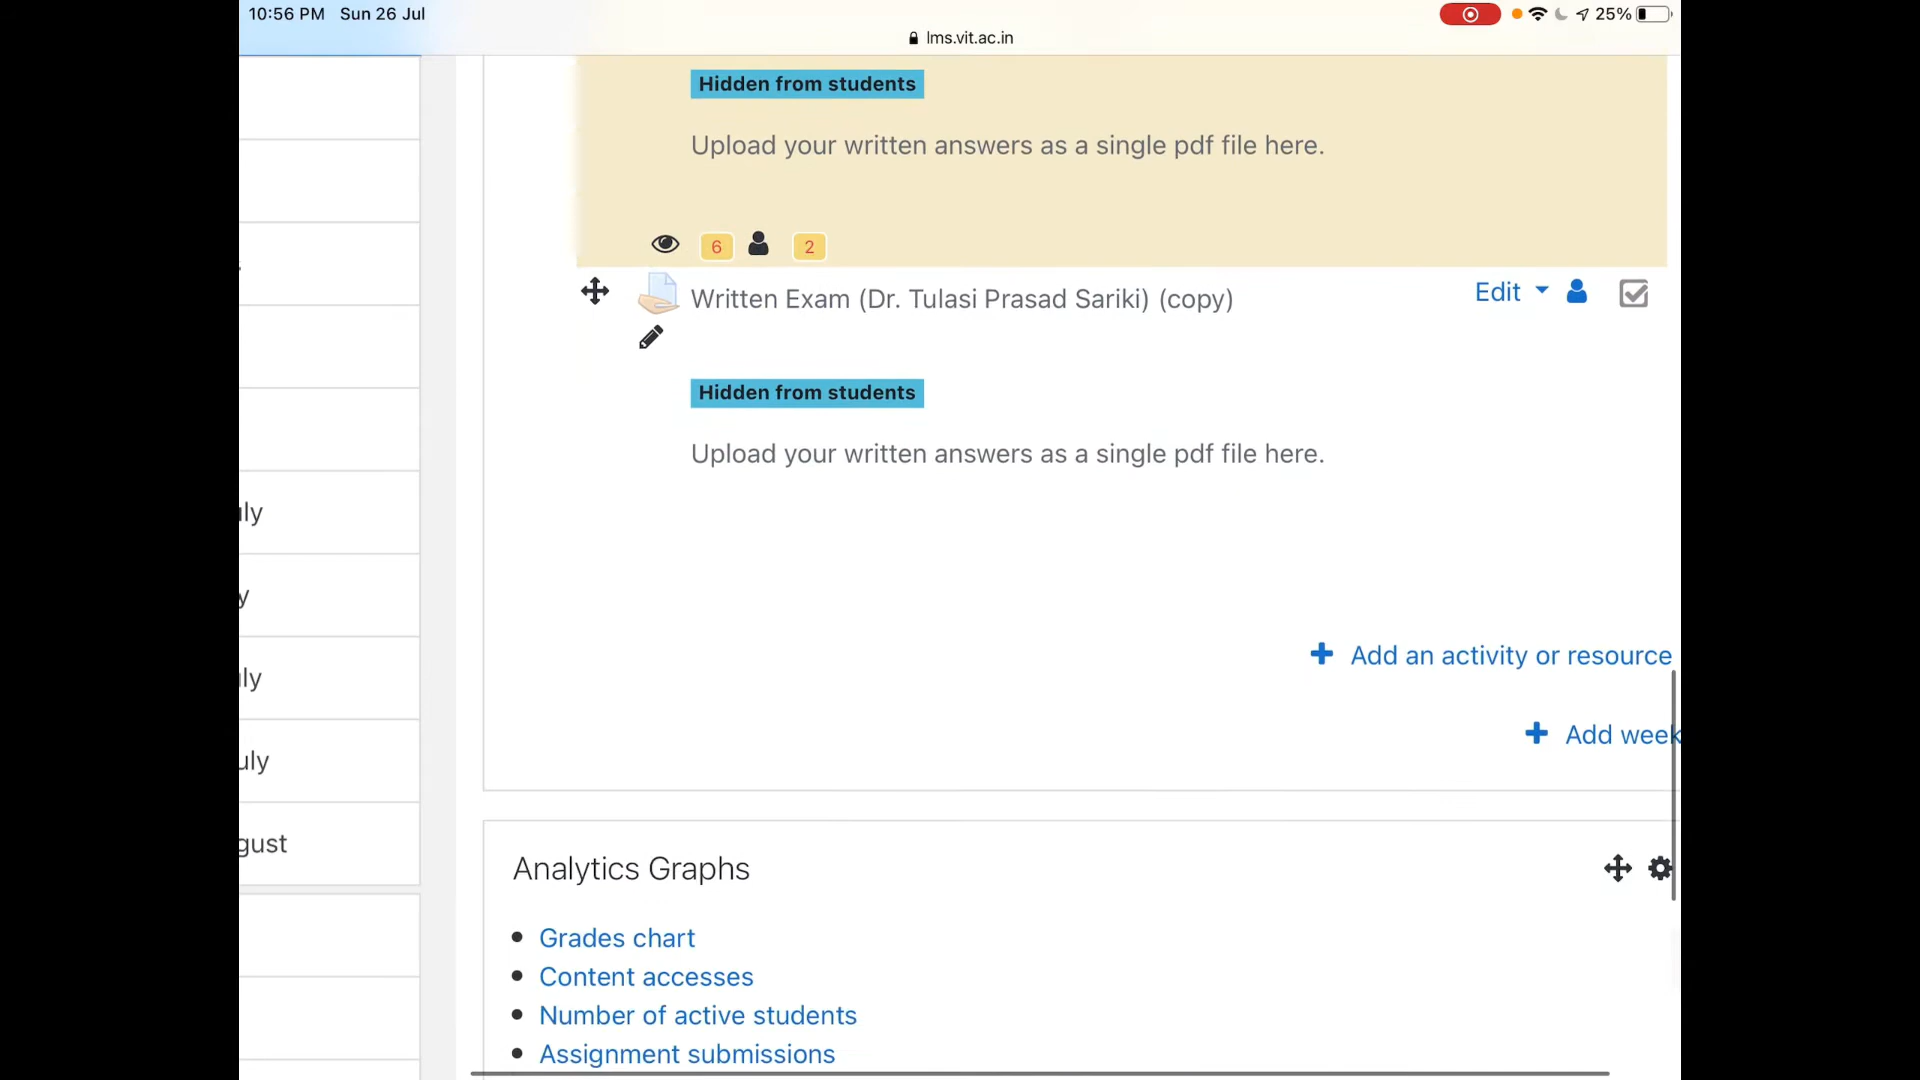 10:56 PM Sun 26 Jul
25%
lms.vit.ac.in
Hidden from students
Upload your written answers as a single pdf file here.
6
2
Written Exam (Dr. Tulasi Prasad Sariki) (copy)
Edit
Hidden from students
Upload your written answers as a single pdf file here.
Add an activity or resource
Add week
Analytics Graphs
Grades chart
Content accesses
Number of active students
Assignment submissions